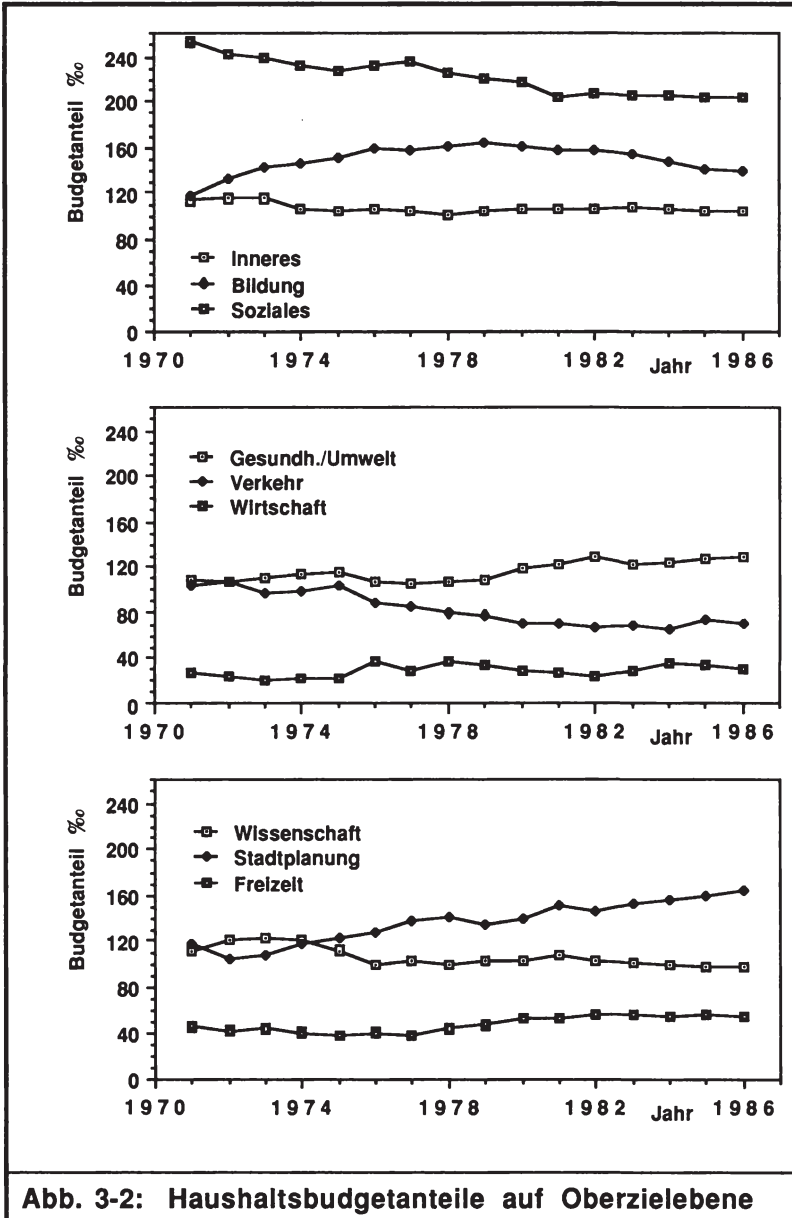 Budgetanteil ‰
240
200
160
120
80
40
0
Inneres
Bildung
Soziales
1970 1974 1978 1982 Jahr 1986
Budgetanteil ‰
240
200
160
120
80
40
0
Gesundh./Umwelt
Verkehr
Wirtschaft
1970 1974 1978 1982 Jahr 1986
Budgetanteil ‰
240
200
160
120
80
40
0
Wissenschaft
Stadtplanung
Freizeit
1970 1974 1978 1982 Jahr 1986
Abb. 3-2: Haushaltsbudgetanteile auf Oberzielebene